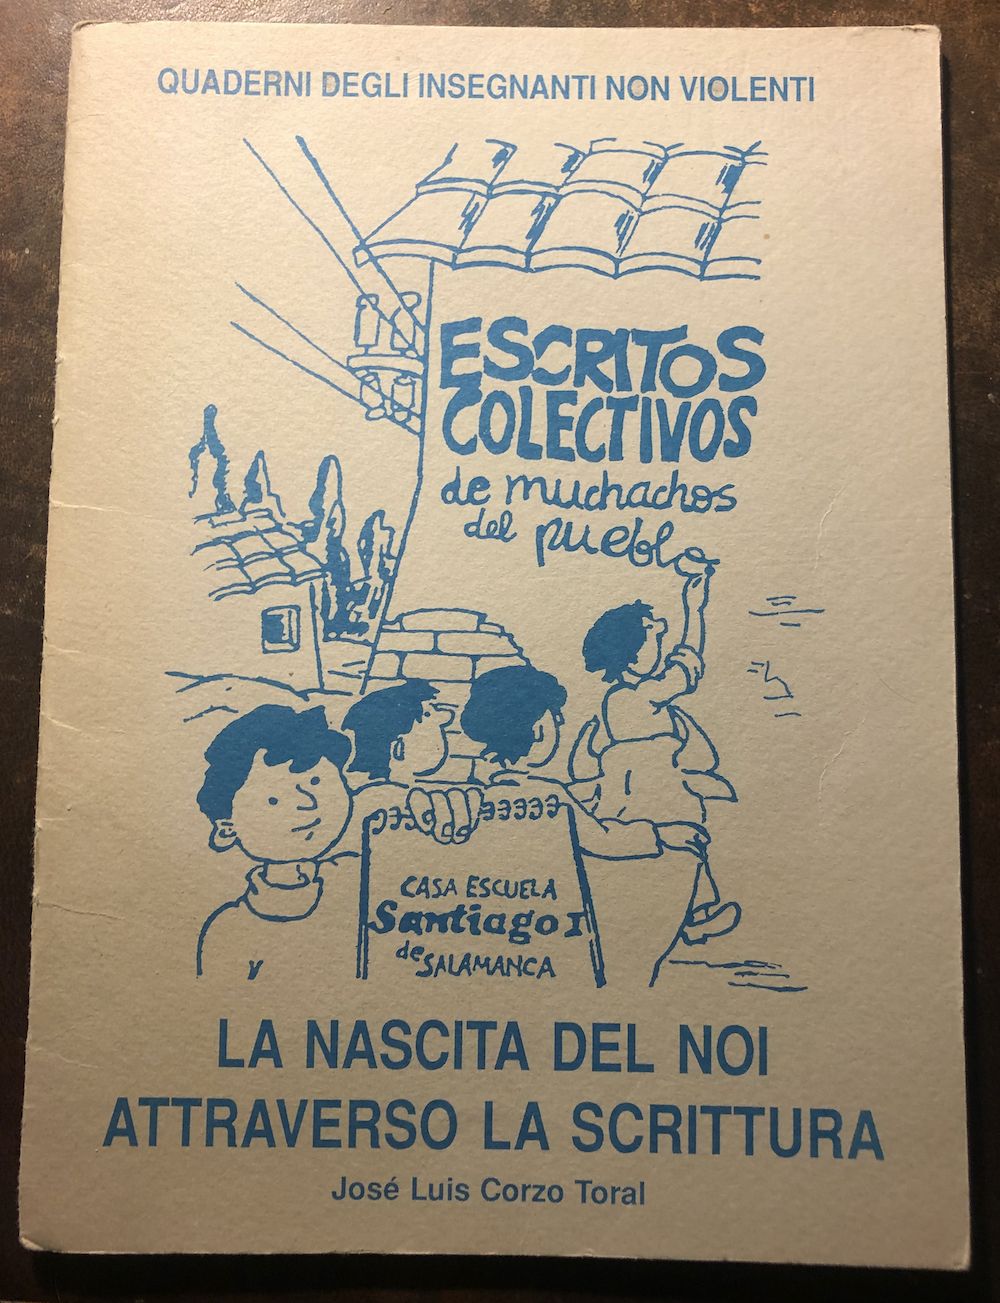 QUADERNI DEGLI INSEGNANTI NON VIOLENTI
ESCRITOS
COLECTIVOS
de muchachos
del pueblo
CASA ESCUELA
Santiago I
de SALAMANCA
LA NASCITA DEL NOI
ATTRAVERSO LA SCRITTURA
José Luis Corzo Toral